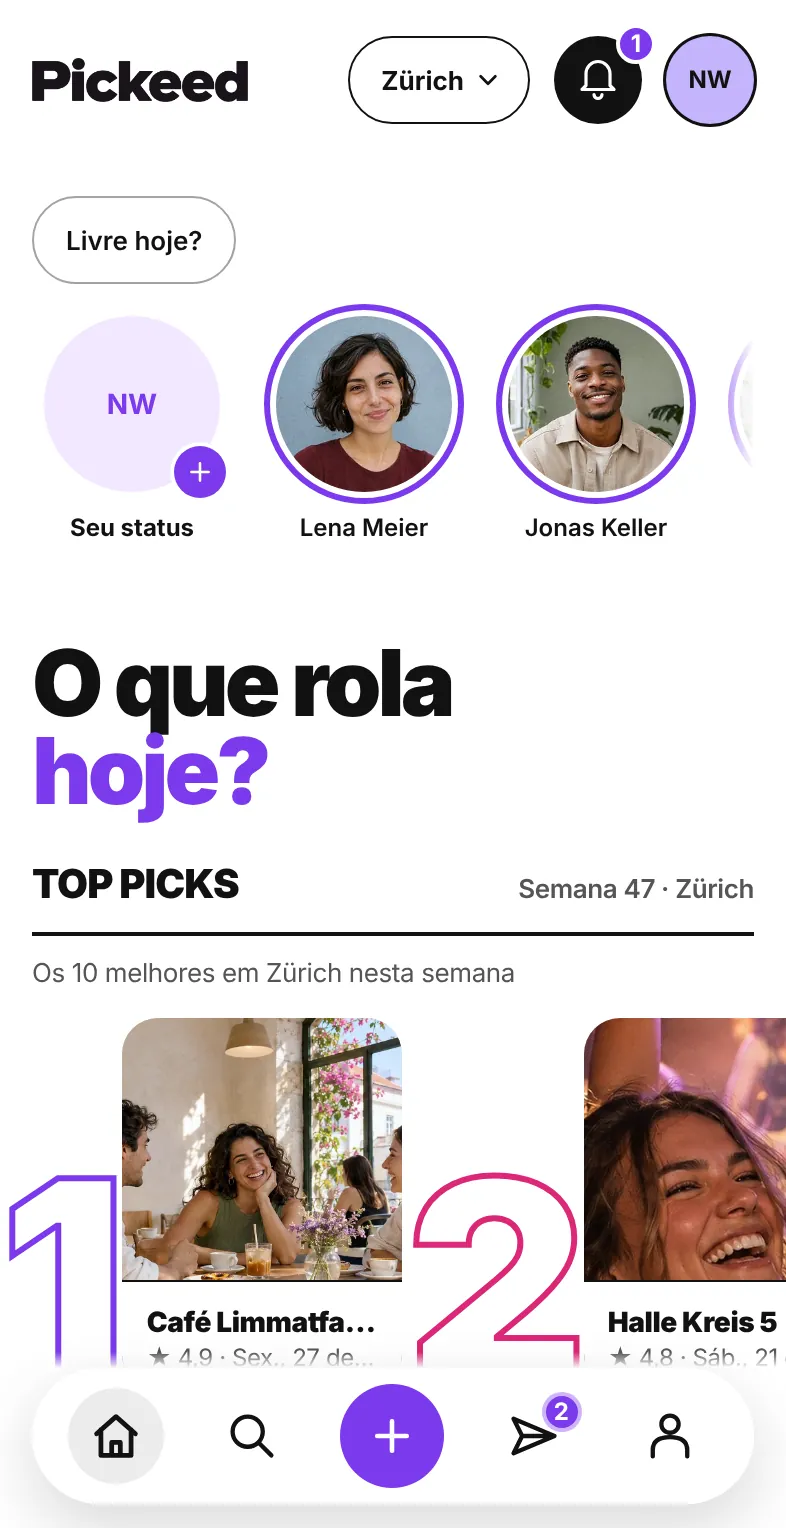 Pickeed
Zürich
1
NW
Livre hoje?
NW
Seu status
Lena Meier
Jonas Keller
O que rola
hoje?
TOP PICKS
Semana 47 · Zürich
Os 10 melhores em Zürich nesta semana
1
2
Café Limmatfa...
Halle Kreis 5
★ 4,9 · Sex., 27 de...
★ 4,8 · Sáb., 21
2